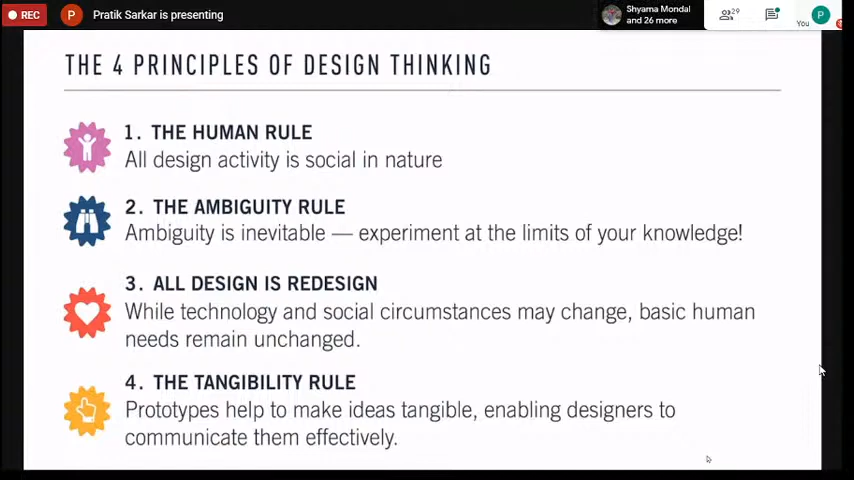 REC
P
Pratik Sarkar is presenting
Shyama Mondal
and 26 more
29
You
P
THE 4 PRINCIPLES OF DESIGN THINKING
1. THE HUMAN RULE
All design activity is social in nature
2. THE AMBIGUITY RULE
Ambiguity is inevitable — experiment at the limits of your knowledge!
3. ALL DESIGN IS REDESIGN
While technology and social circumstances may change, basic human
needs remain unchanged.
4. THE TANGIBILITY RULE
Prototypes help to make ideas tangible, enabling designers to
communicate them effectively.